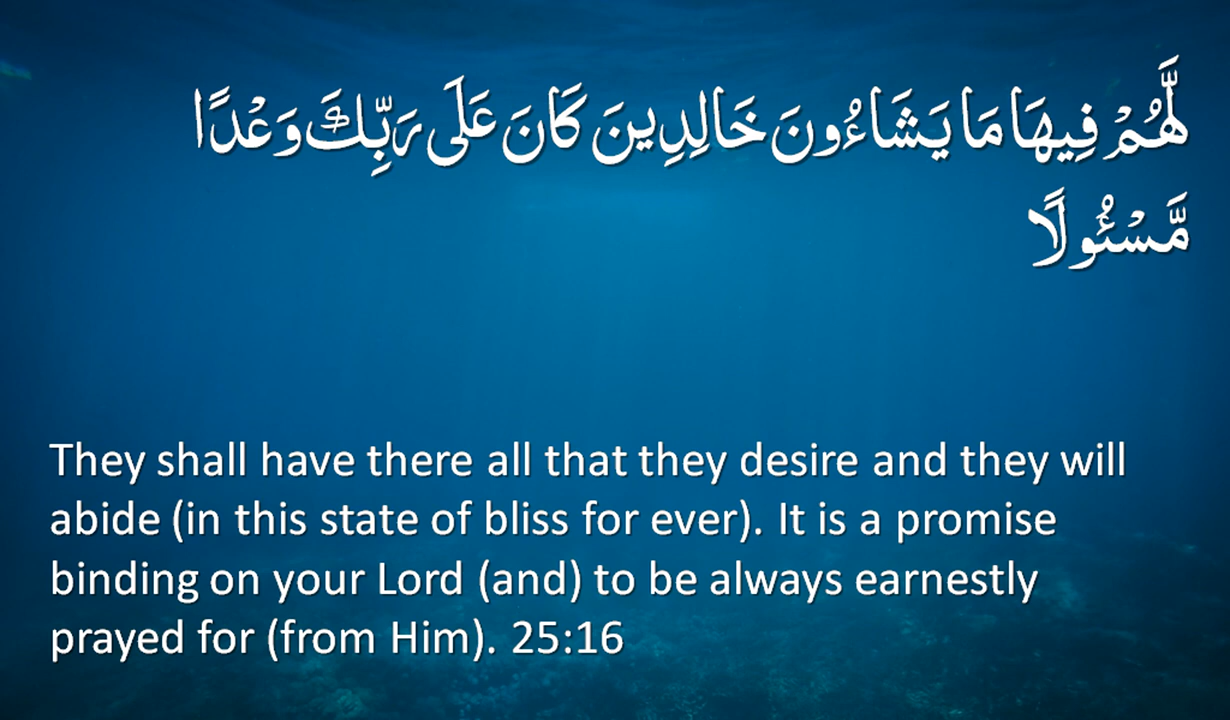 لَّهُمْ فِيهَا مَا يَشَاءُونَ خَالِدِينَ كَانَ عَلَى رَبِّكَ وَعْدًا
مَّسْئُولًا
They shall have there all that they desire and they will
abide (in this state of bliss for ever). It is a promise
binding on your Lord (and) to be always earnestly
prayed for (from Him). 25:16